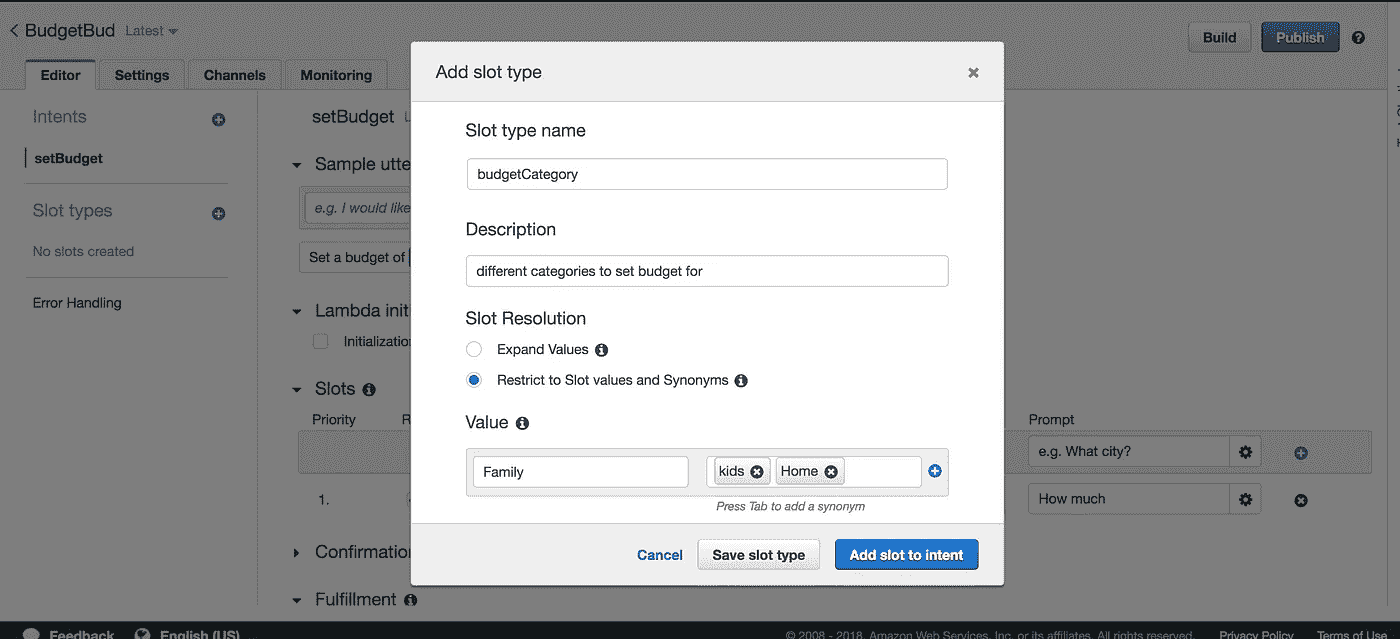 BudgetBud Latest
Build Publish
Editor Settings Channels Monitoring
Add slot type
Intents
setBudget
Slot types
No slots created
Error Handling
setBudget
Sample utte
e.g. I would like
Set a budget of
Lambda init
Initializatio
Slots
Priority R
1.
Confirmation
Fulfillment
Slot type name
budgetCategory
Description
different categories to set budget for
Slot Resolution
Expand Values
Restrict to Slot values and Synonyms
Value
Family kids Home
Press Tab to add a synonym
Cancel Save slot type Add slot to intent
Prompt
e.g. What city?
How much
Feedback English (US)
© 2008 - 2018, Amazon Web Services, Inc. or its affiliates. All rights reserved. Privacy Policy Terms of Use